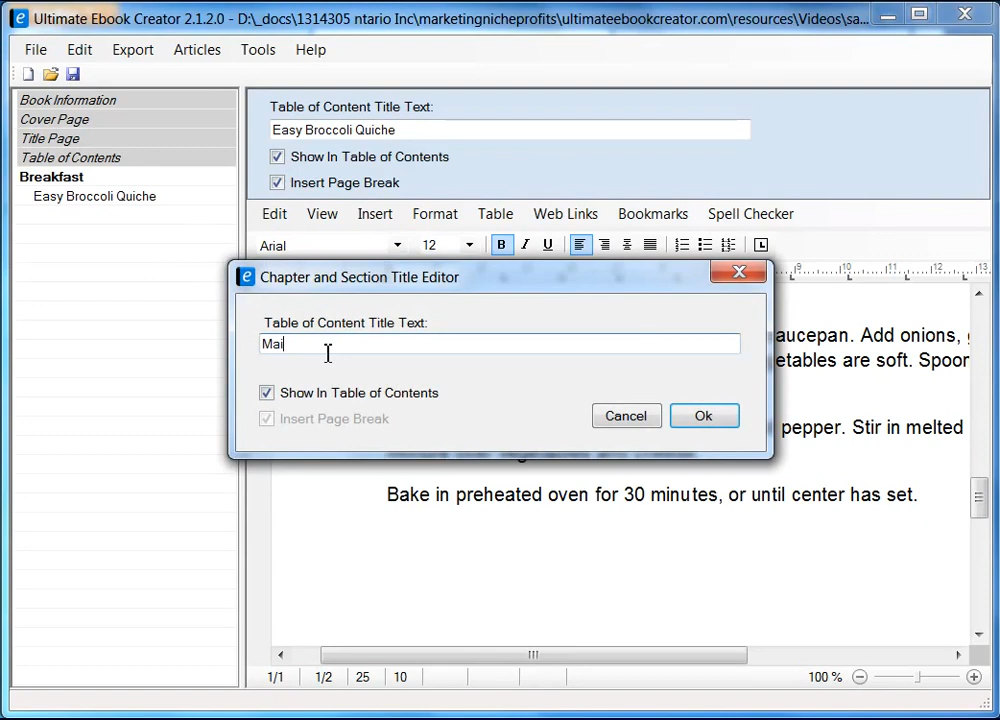 Ultimate Ebook Creator 2.1.2.0 - D:\_docs\1314305 ntario Inc\marketingnicheprofits\ultimateebookcreator.com\resources\Videos\sa...
File Edit Export Articles Tools Help
Book Information
Cover Page
Title Page
Table of Contents
Breakfast
Easy Broccoli Quiche
Table of Content Title Text:
Easy Broccoli Quiche
Show In Table of Contents
Insert Page Break
Edit View Insert Format Table Web Links Bookmarks Spell Checker
Arial 12 B I U L
9 10 11 12 13
Chapter and Section Title Editor
Table of Content Title Text:
Mai
Show In Table of Contents
Insert Page Break
Cancel Ok
aucepan. Add onions,
etables are soft. Spoon
pepper. Stir in melted
Bake in preheated oven for 30 minutes, or until center has set.
1/1 1/2 25 10 100 %